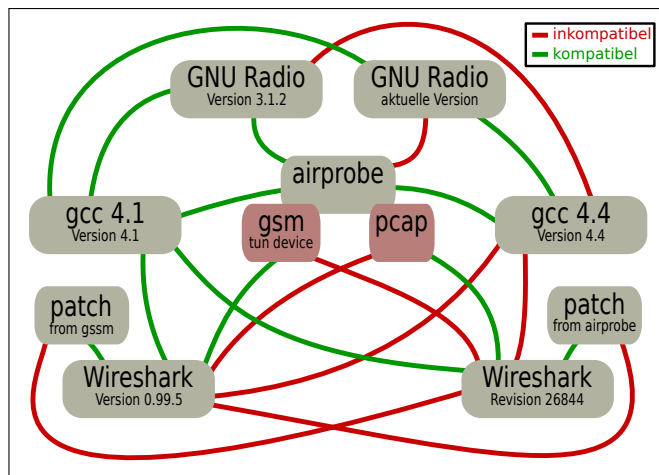 inkompatibel
kompatibel
GNU Radio
Version 3.1.2
GNU Radio
aktuelle Version
airprobe
gsm
tun device
pcap
gcc 4.1
Version 4.1
gcc 4.4
Version 4.4
patch
from gssm
patch
from airprobe
Wireshark
Version 0.99.5
Wireshark
Revision 26844